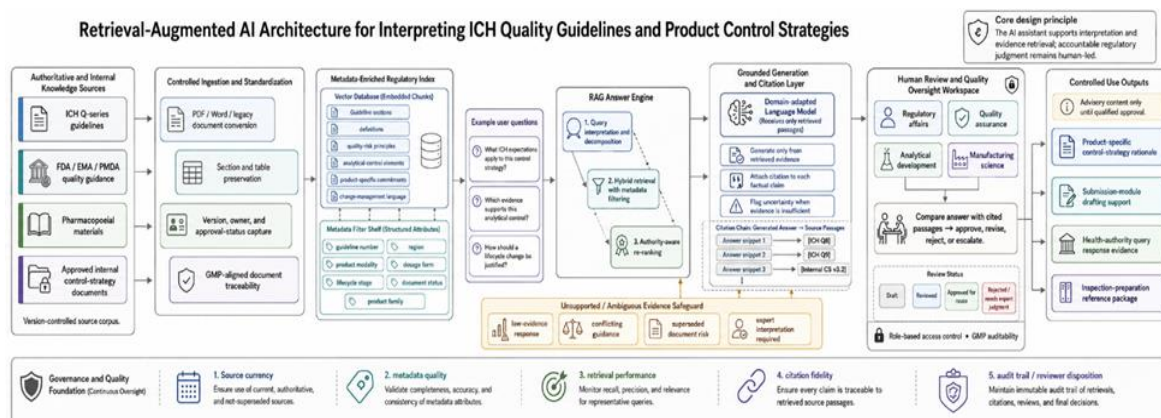 Retrieval-Augmented AI Architecture for Interpreting ICH Quality Guidelines and Product Control Strategies
Core design principle
The AI assistant supports interpretation and
evidence retrieval; accountable regulatory
judgment remains human-led.
Authoritative and Internal
Knowledge Sources
ICH Q-series
guidelines
FDA / EMA / PMDA
quality guidance
Pharmacopoeial
materials
Approved internal
control-strategy
documents
Version-controlled source corpus.
Controlled Ingestion and Standardization
PDF / Word / legacy
document conversion
Section and table
preservation
Version, owner, and
approval-status capture
GMP-aligned document
traceability
Metadata-Enriched Regulatory Index
Vector Database (Embedded Chunks)
Guideline sections
definitions
quality-risk principles
analytical control elements
product-specific commitments
change-management language
Metadata Filter Shelf (Structured Attributes)
guideline number
region
product modality
dosage form
lifecycle stage
document status
product family
Example user questions
What ICH expectations
apply to this control
strategy?
Which evidence
supports this
analytical control?
How should a
lifecycle change be
justified?
RAG Answer Engine
1. Query
interpretation and
decomposition
2. Hybrid retrieval
with metadata
filtering
3. Authority-aware
re-ranking
Grounded Generation
and Citation Layer
Domain-adapted
Language Model
(Receives only retrieved
passages)
Generate only from
retrieved evidence
Attach citation to each
factual claim
Flag uncertainty when
evidence is insufficient
Citation Chain: Generated Answer → Source Passages
Answer snippet 1
[ICH Q8]
Answer snippet 2
[ICH Q9]
Answer snippet 3
[Internal CS v3.2]
Unsupported / Ambiguous Evidence Safeguard
low-evidence
response
conflicting
guidance
superseded
document risk
expert
interpretation
required
Human Review and Quality
Oversight Workspace
Regulatory
affairs
Quality
assurance
Analytical
development
Manufacturing
science
Compare answer with cited
passages → approve, revise,
reject, or escalate.
Review Status
Draft
Reviewed
Approved for
reuse
Rejected /
needs expert
judgment
Role-based access control • GMP auditability
Controlled Use Outputs
Advisory content only
until qualified approval.
Product-specific
control-strategy rationale
Submission-module
drafting support
Health-authority query
response evidence
Inspection-preparation
reference package
Governance and Quality
Foundation (Continuous Oversight)
1. Source currency
Ensure use of current, authoritative,
and not-superseded sources.
2. metadata-quality
Validate completeness, accuracy, and
consistency of metadata attributes.
3. retrieval performance
Monitor recall, precision, and relevance
for representative queries.
4. citation fidelity
Ensure every claim is traceable to
retrieved source passages.
5. audit trail / reviewer disposition
Maintain immutable audit trail of retrievals,
citations, reviews, and final decisions.